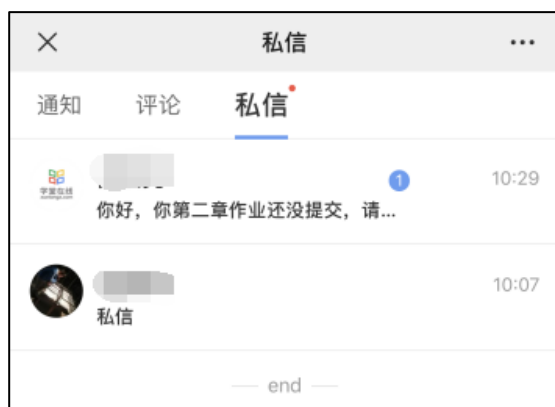 私信
通知 评论 私信
1 10:29
学堂在线
你好，你第二章作业还没提交，请...
10:07
私信
end